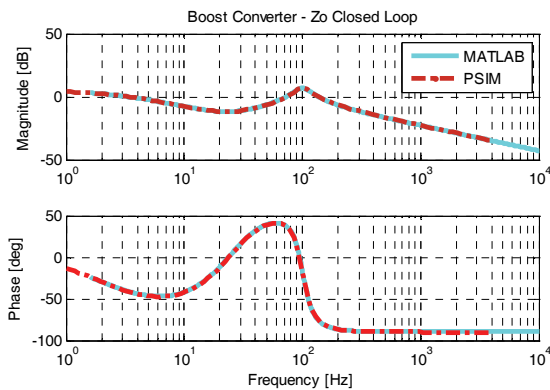 Boost Converter - Zo Closed Loop
Magnitude [dB]
50
0
-50
10^0
10^1
10^2
10^3
10^4
MATLAB
PSIM
Phase [deg]
50
0
-50
-100
10^0
10^1
10^2
10^3
10^4
Frequency [Hz]